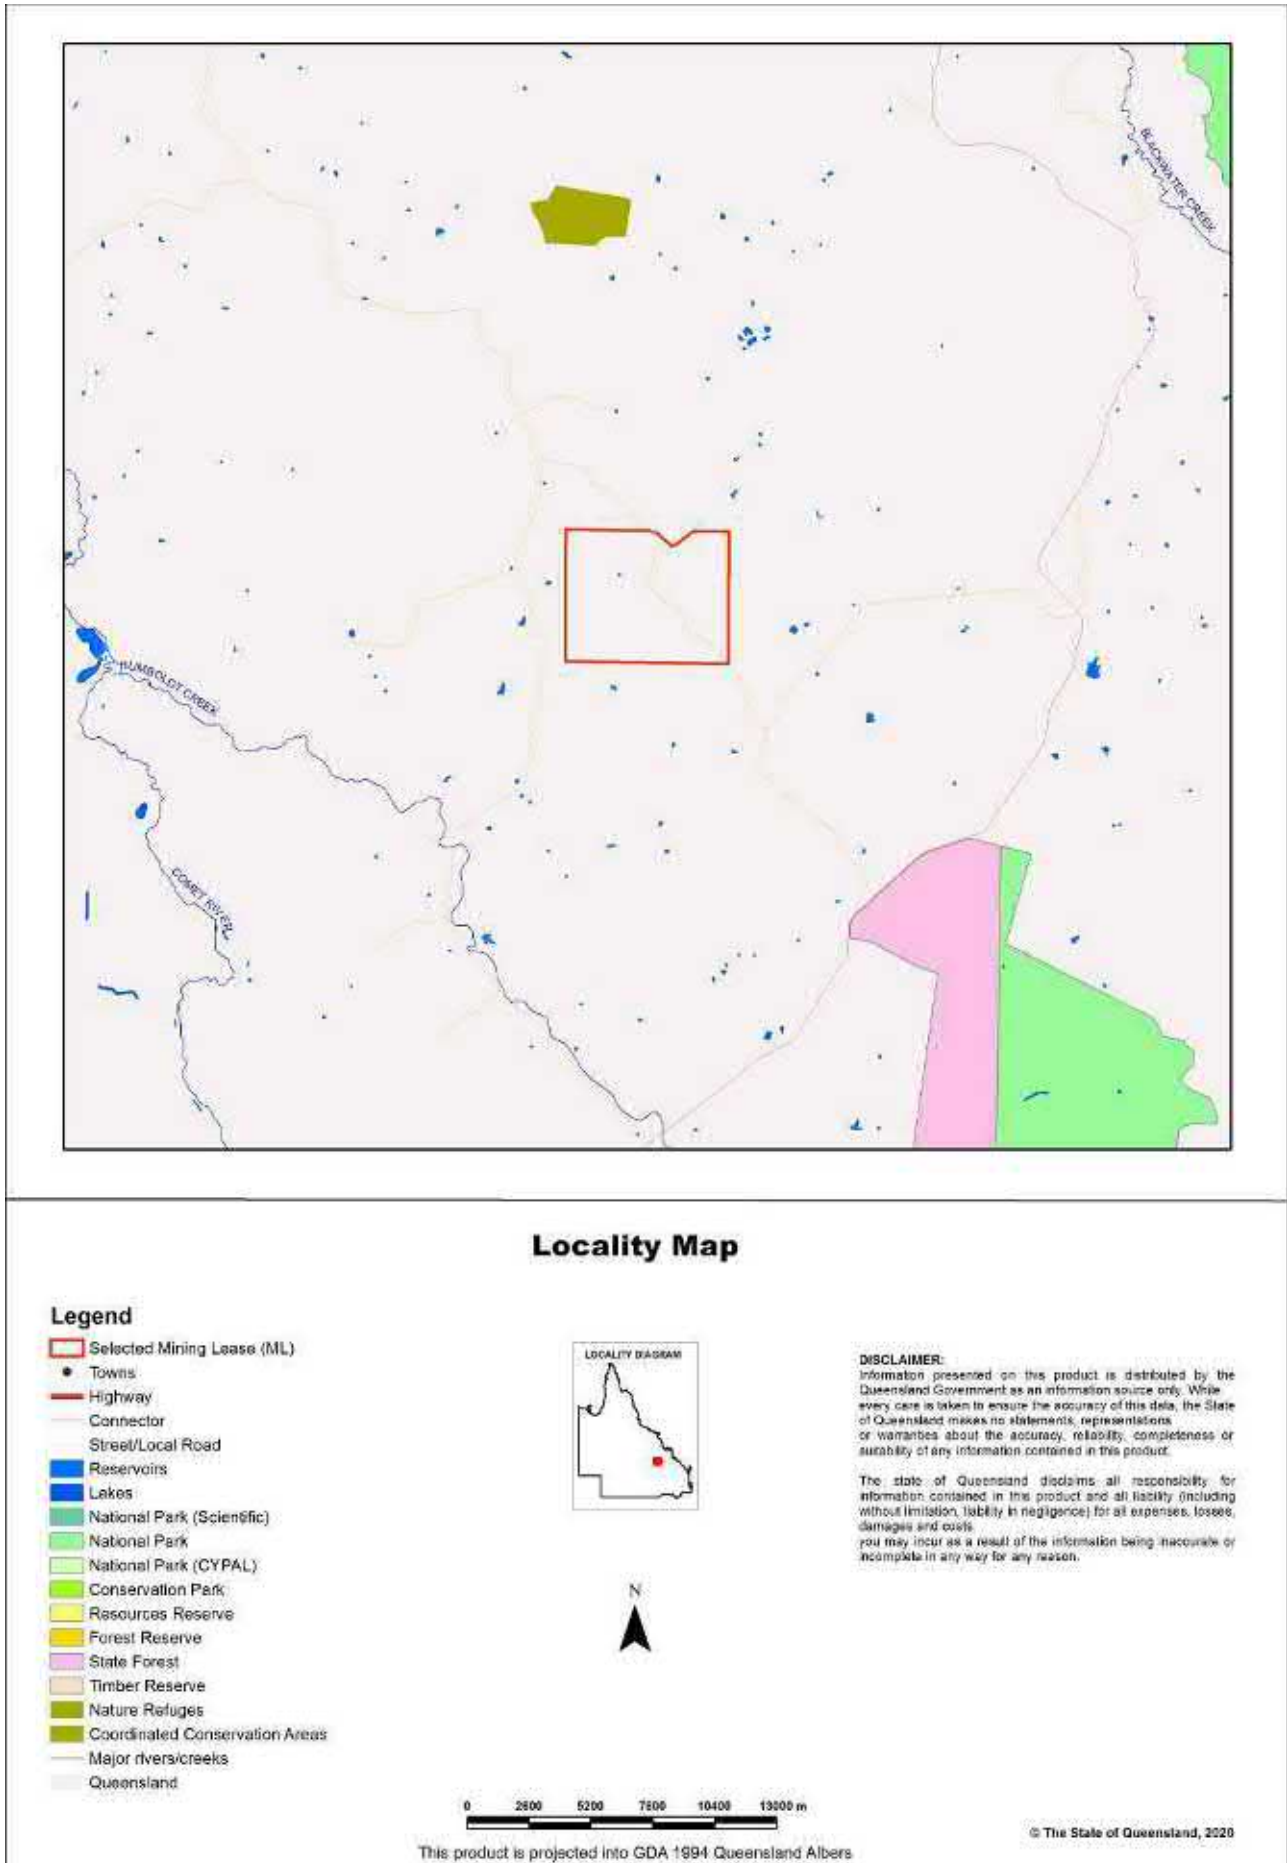 BLACKWATER CREEK
HUMBOLDT CREEK
COMET RIVER
Locality Map
Legend
Selected Mining Lease (ML)
Towns
Highway
Connector
Street/Local Road
Reservoirs
Lakes
National Park (Scientific)
National Park
National Park (CYPAL)
Conservation Park
Resources Reserve
Forest Reserve
State Forest
Timber Reserve
Nature Refuges
Coordinated Conservation Areas
Major rivers/creeks
Queensland
LOCALITY DIAGRAM
N
0 2600 5200 7800 10400 13000 m
This product is projected into GDA 1994 Queensland Albers
DISCLAIMER:
Information presented on this product is distributed by the
Queensland Government as an information source only. While
every care is taken to ensure the accuracy of this data, the State
of Queensland makes no statements, representations
or warranties about the accuracy, reliability, completeness or
suitability of any information contained in this product.
The state of Queensland disclaims all responsibility for
information contained in this product and all liability (including
without limitation, liability in negligence) for all expenses, losses,
damages and costs
you may incur as a result of the information being inaccurate or
incomplete in any way for any reason.
© The State of Queensland, 2020